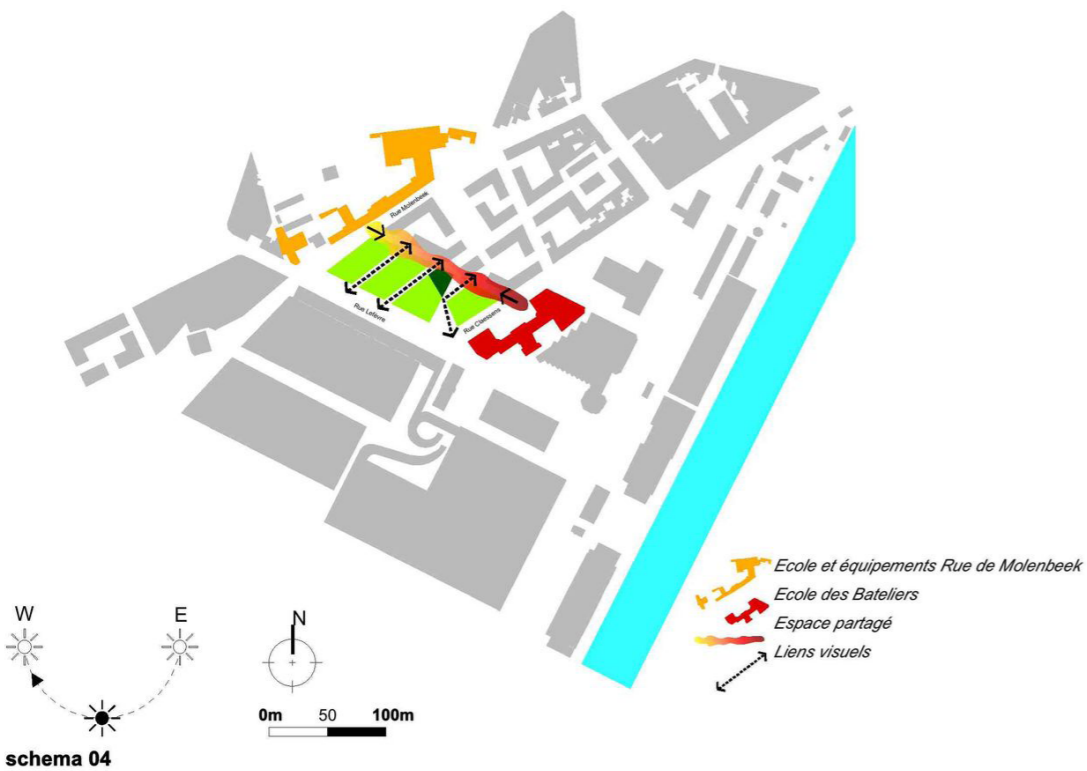 Rue Molenbeek
Rue Lefèvre
Rue Claessens
Ecole et équipements Rue de Molenbeek
Ecole des Bateliers
Espace partagé
Liens visuels
W
E
N
0m 50 100m
schema 04